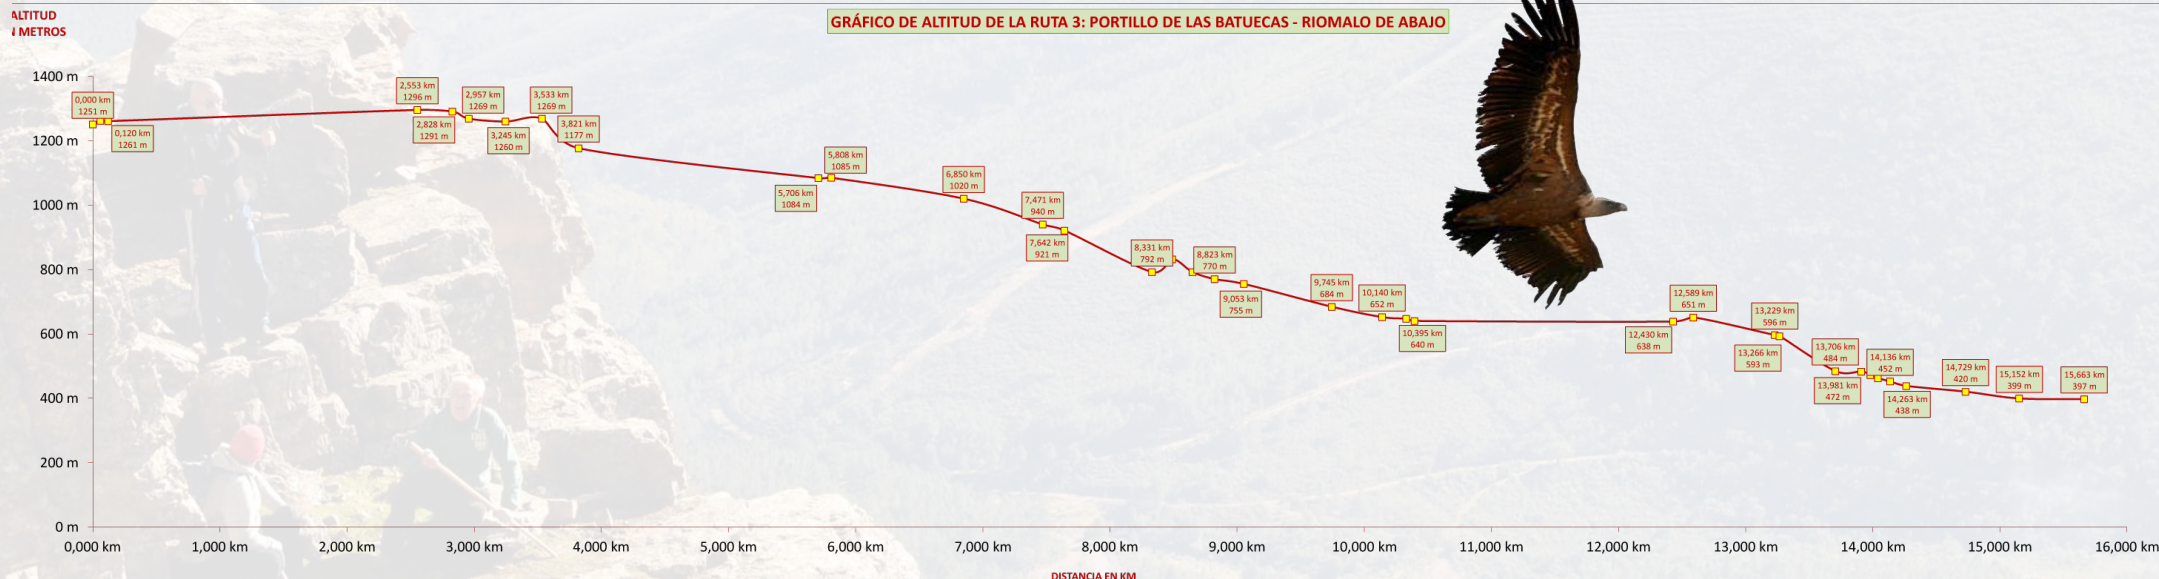 ALTITUD
N METROS
GRÁFICO DE ALTITUD DE LA RUTA 3: PORTILLO DE LAS BATUECAS - RIOMALO DE ABAJO
1400 m
1200 m
1000 m
800 m
600 m
400 m
200 m
0 m
0,000 km
1251 m
0,120 km
1261 m
2,553 km
1296 m
2,828 km
1291 m
2,957 km
1269 m
3,245 km
1260 m
3,533 km
1269 m
3,821 km
1177 m
5,706 km
1084 m
5,808 km
1085 m
6,850 km
1020 m
7,471 km
940 m
7,642 km
921 m
8,331 km
792 m
8,823 km
770 m
9,053 km
755 m
9,745 km
684 m
10,140 km
652 m
10,395 km
640 m
12,430 km
638 m
12,589 km
651 m
13,229 km
596 m
13,266 km
593 m
13,706 km
484 m
13,981 km
472 m
14,136 km
452 m
14,263 km
438 m
14,729 km
420 m
15,152 km
399 m
15,663 km
397 m
0,000 km
1,000 km
2,000 km
3,000 km
4,000 km
5,000 km
6,000 km
7,000 km
8,000 km
9,000 km
10,000 km
11,000 km
12,000 km
13,000 km
14,000 km
15,000 km
16,000 km
DISTANCIA EN KM